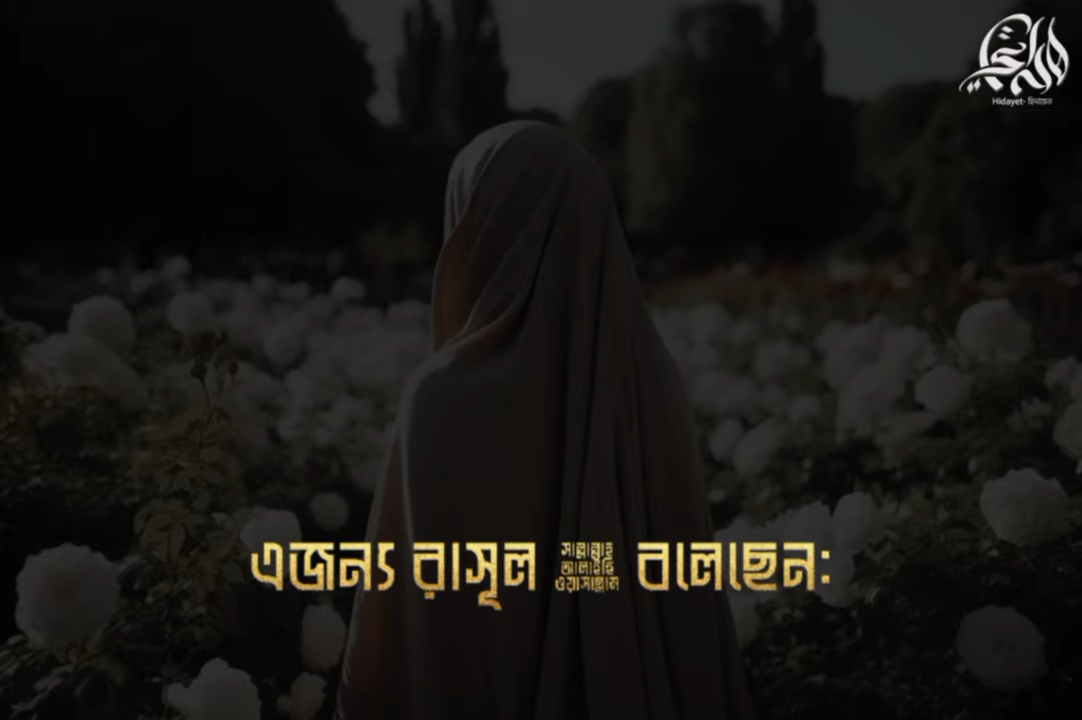 Hidayet- হিদায়েত
এজন্য রাসূল সাল্লাল্লাহু আলাইহি ওয়াসাল্লাম বলেছেন: